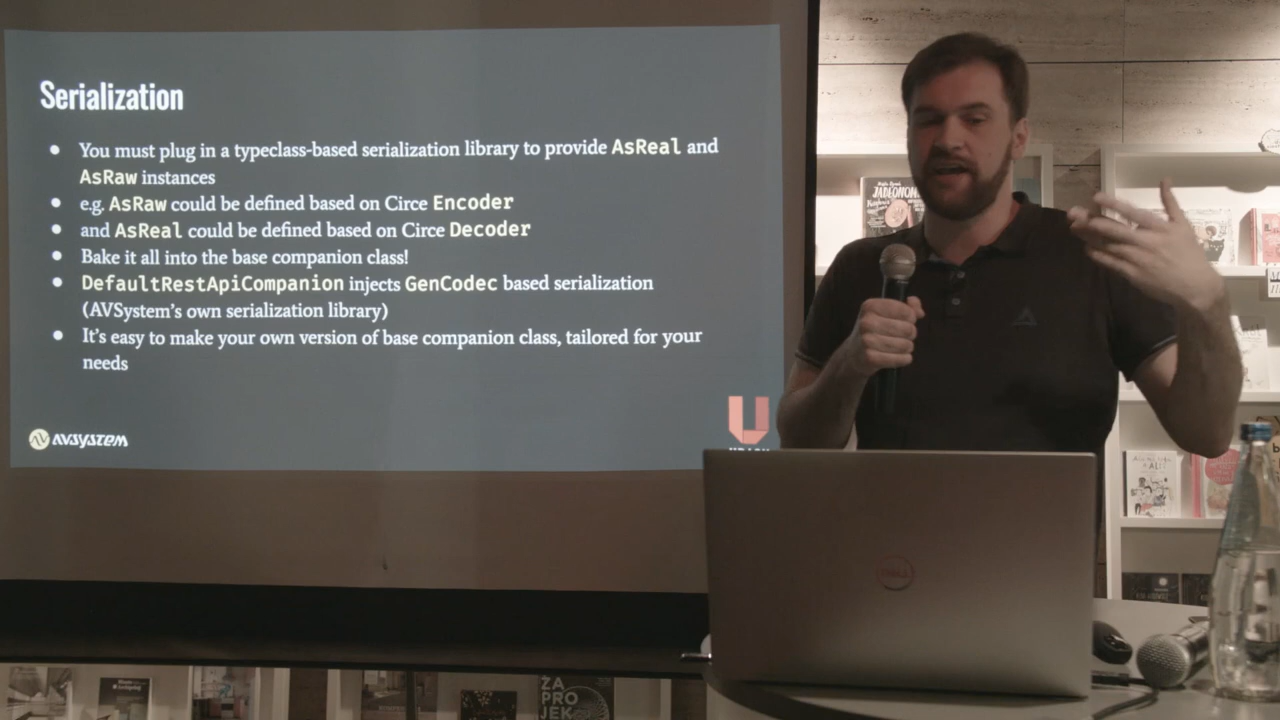 Serialization
● You must plug in a typeclass-based serialization library to provide AsReal and
AsRaw instances
● e.g. AsRaw could be defined based on Circe Encoder
● and AsReal could be defined based on Circe Decoder
● Bake it all into the base companion class!
● DefaultRestApiCompanion injects GenCodec based serialization
(AVSystem's own serialization library)
● It's easy to make your own version of base companion class, tailored for your
needs
AVSYSTEM
U
DELL
ŻA
PRO
JEK